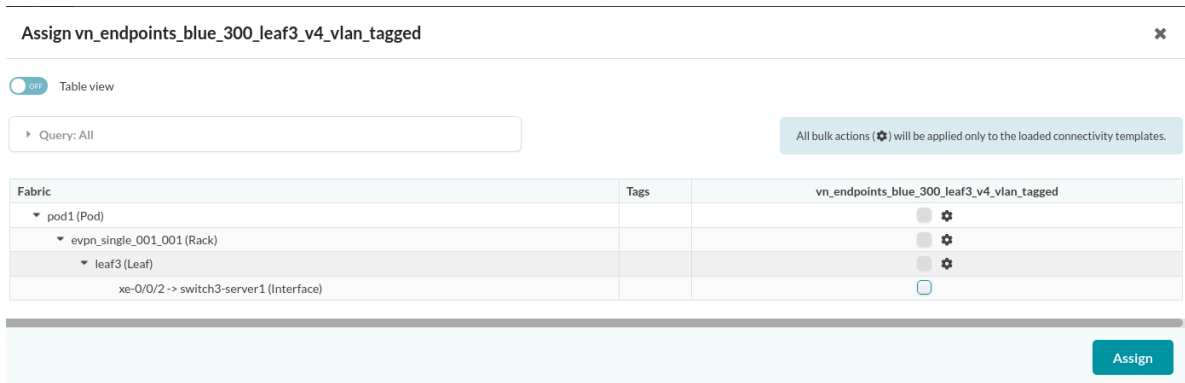 Assign vn_endpoints_blue_300_leaf3_v4_vlan_tagged
OFF Table view
Query: All
All bulk actions ( ) will be applied only to the loaded connectivity templates.
Fabric Tags vn_endpoints_blue_300_leaf3_v4_vlan_tagged
pod1 (Pod)
evpn_single_001_001 (Rack)
leaf3 (Leaf)
xe-0/0/2 -> switch3-server1 (Interface)
Assign